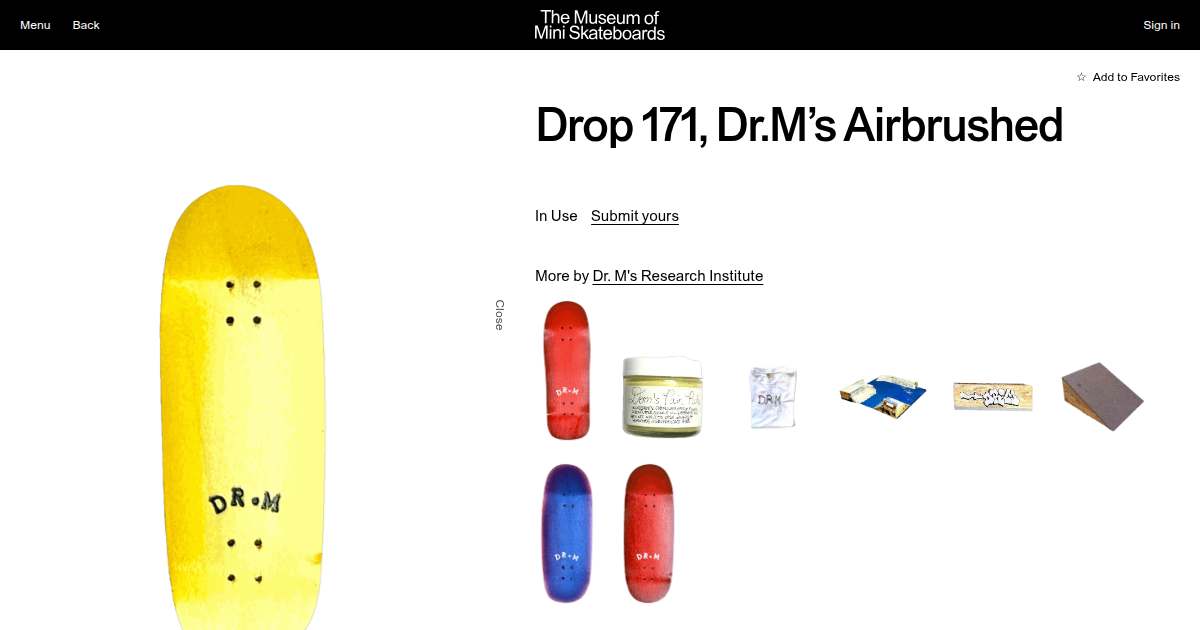 Menu
Back
The Museum of
Mini Skateboards
Sign in
☆ Add to Favorites
Drop 171, Dr.M’s Airbrushed
In Use Submit yours
More by Dr. M's Research Institute
Close
DR•M
DR•M
DRM
DR•M
DR•M